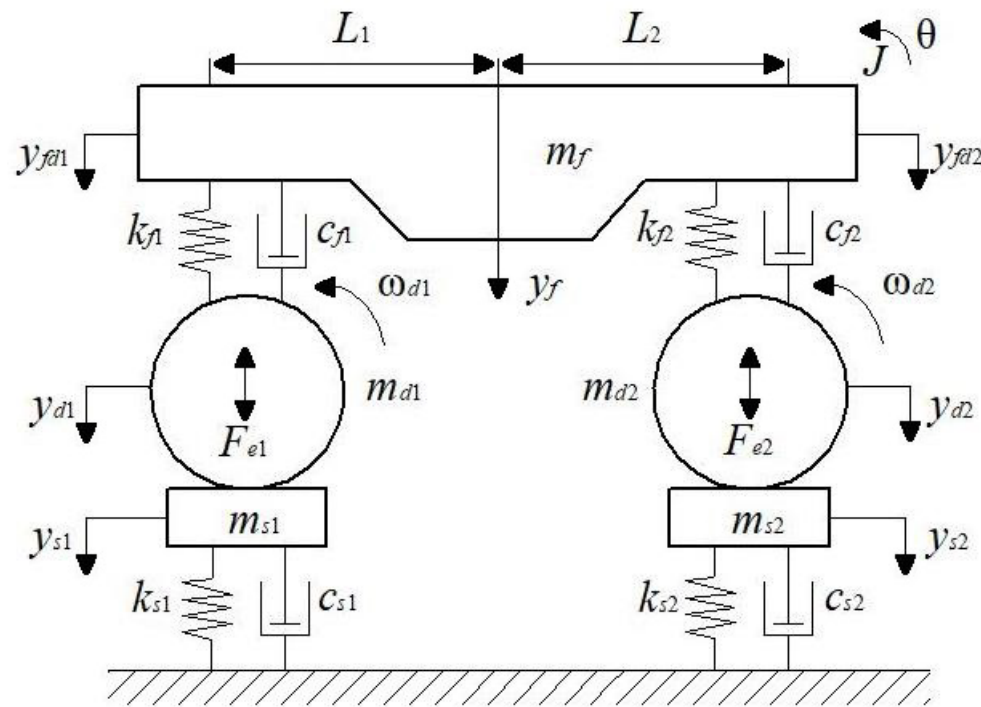 L1 L2 J θ
yfd1 mf yfd2
kf1 cf1 kf2 cf2
ωd1 yf ωd2
yd1 md1 md2 yd2
Fe1 Fe2
ys1 ms1 ms2 ys2
ks1 cs1 ks2 cs2